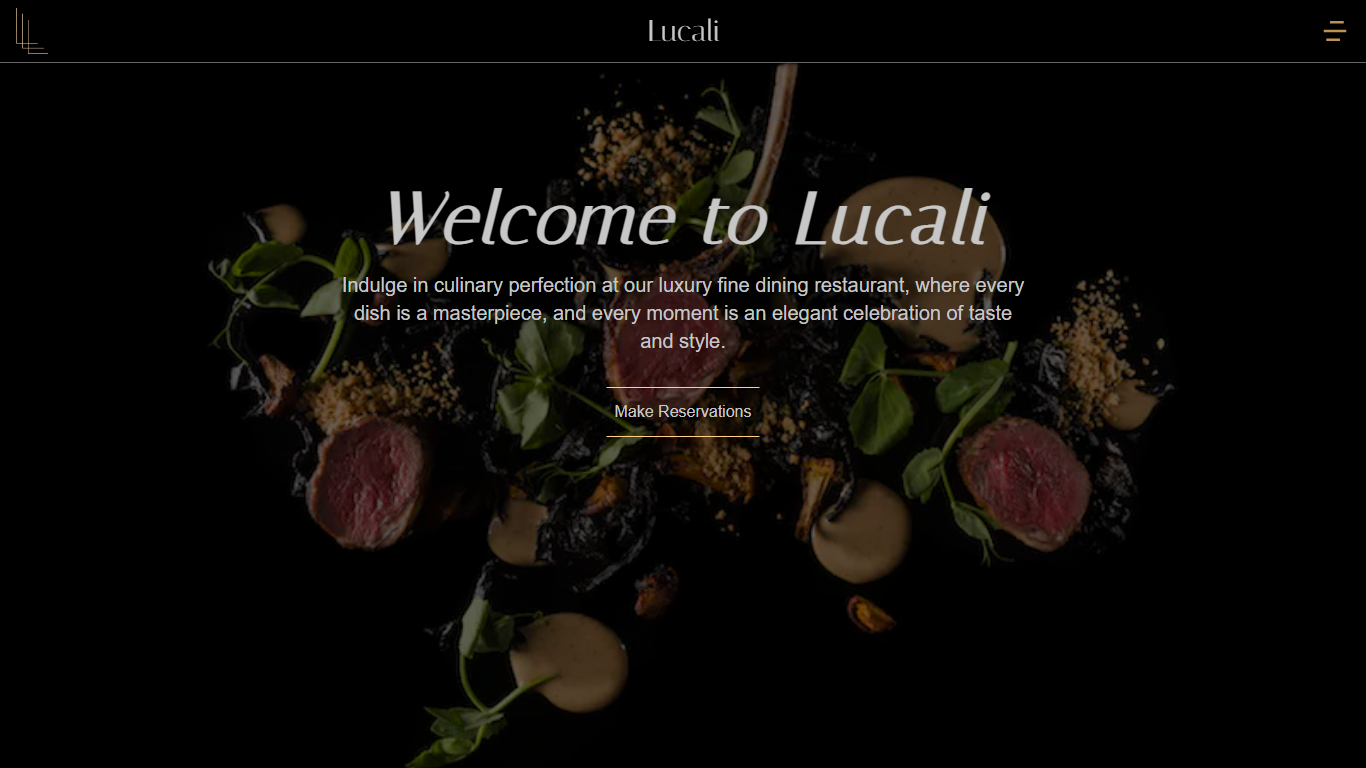 Lucali
Welcome to Lucali
Indulge in culinary perfection at our luxury fine dining restaurant, where every
dish is a masterpiece, and every moment is an elegant celebration of taste
and style.
Make Reservations